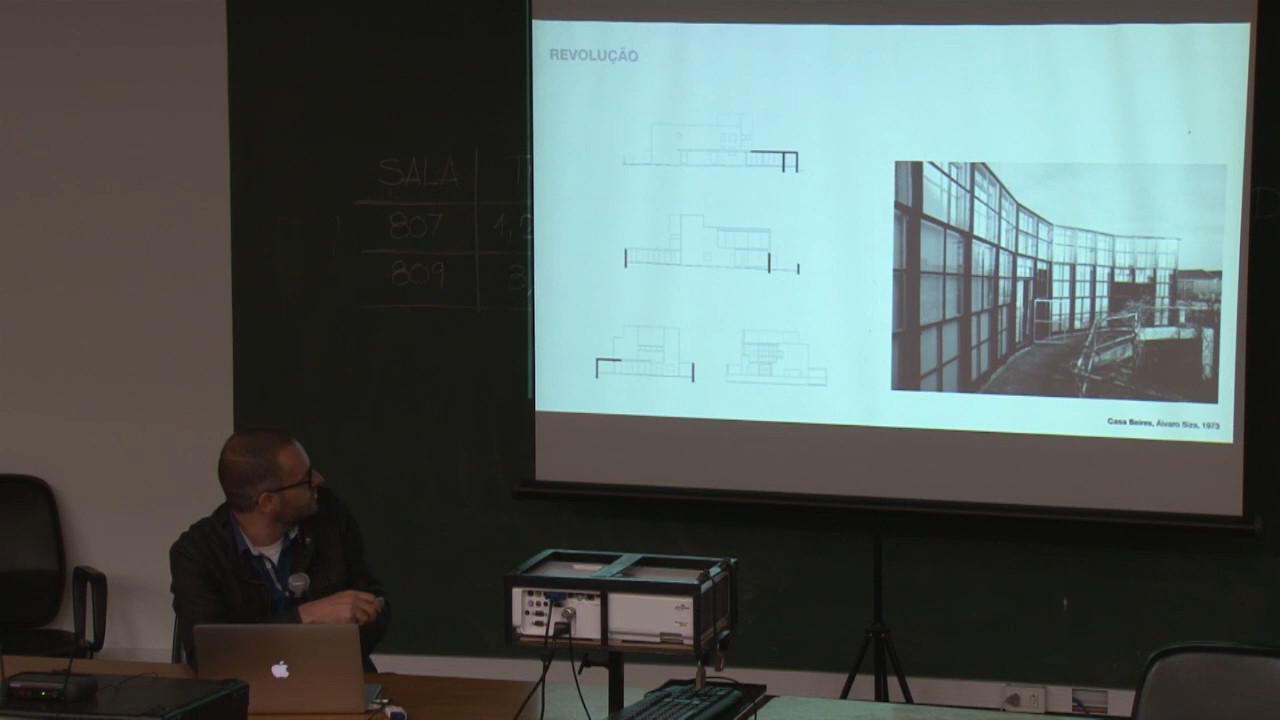 REVOLUÇÃO
Casa Beires, Álvaro Siza, 1973
SALA
807
809